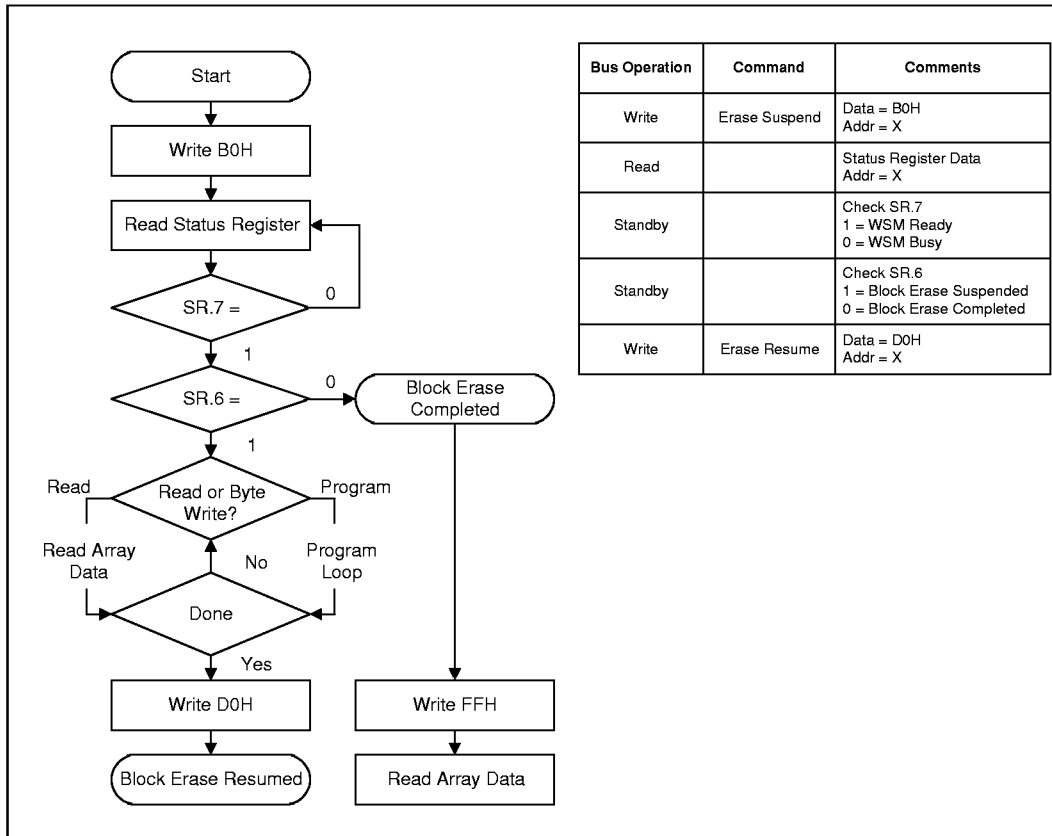 Start
Write B0H
Read Status Register
SR.7 =
0
1
SR.6 =
0
Block Erase
Completed
1
Read
Read or Byte
Write?
Program
Read Array
Data
No
Program
Loop
Done
Yes
Write D0H
Write FFH
Block Erase Resumed
Read Array Data
Bus Operation Command Comments
Write Erase Suspend Data = B0H
Addr = X
Read Status Register Data
Addr = X
Standby Check SR.7
1 = WSM Ready
0 = WSM Busy
Standby Check SR.6
1 = Block Erase Suspended
0 = Block Erase Completed
Write Erase Resume Data = D0H
Addr = X